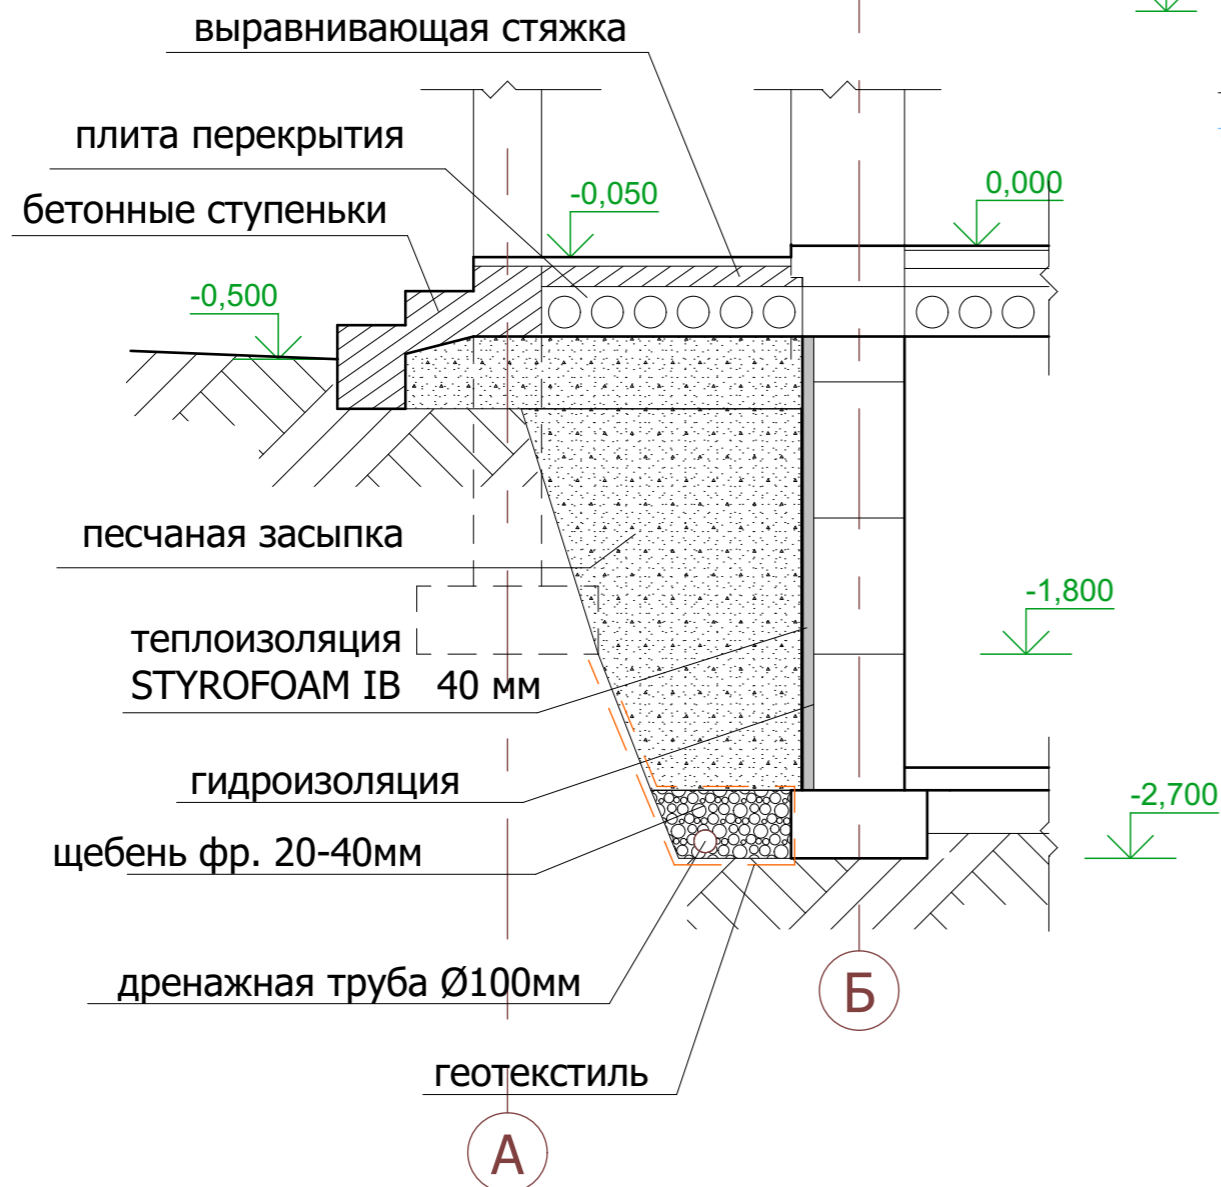 выравнивающая стяжка
плита перекрытия
-0,050
0,000
бетонные ступеньки
-0,500
песчаная засыпка
-1,800
теплоизоляция
STYROFOAM IB 40 мм
гидроизоляция
-2,700
щебень фр. 20-40мм
дренажная труба Ø100мм
Б
геотекстиль
А